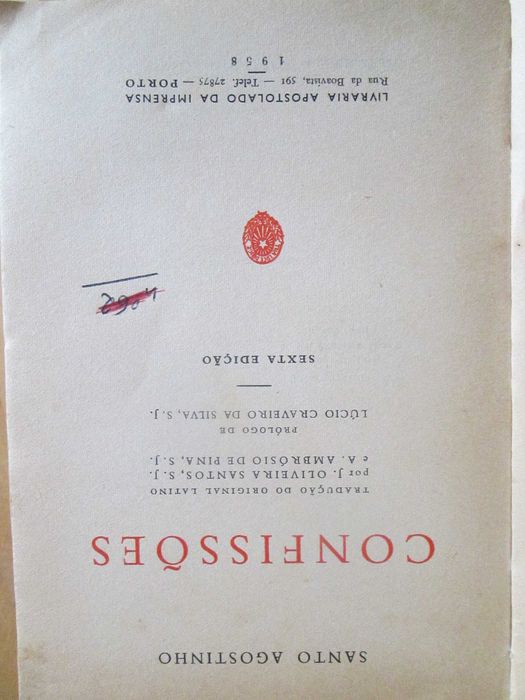 SANTO AGOSTINHO
CONFISSÕES
TRADUÇÃO DO ORIGINAL LATINO
por J. OLIVEIRA SANTOS, S. J.
e A. AMBRÓSIO DE PINA, S. J.
PRÓLOGO DE
LÚCIO CRAVEIRO DA SILVA, S. J.
SEXTA EDIÇÃO
LIVRARIA APOSTOLADO DA IMPRENSA
Rua da Boavista, 591 — Telef. 27875 — PORTO
1958